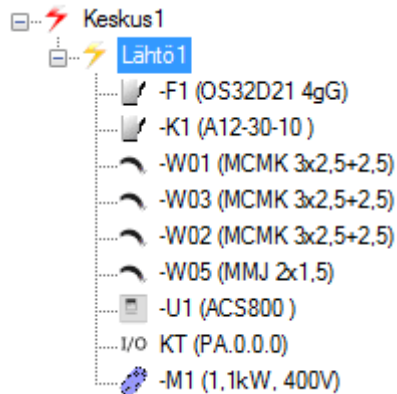 Keskus1
Lähtö1
-F1 (OS32D21 4gG)
-K1 (A12-30-10 )
-W01 (MCMK 3x2,5+2,5)
-W03 (MCMK 3x2,5+2,5)
-W02 (MCMK 3x2,5+2,5)
-W05 (MMJ 2x1,5)
-U1 (ACS800 )
I/O KT (PA.0.0.0)
-M1 (1,1kW, 400V)